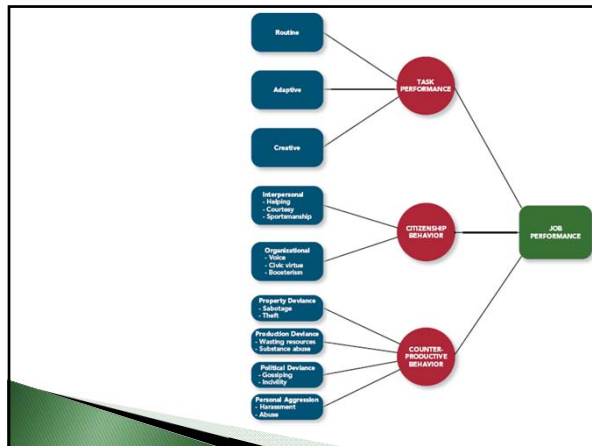 Routine
Adaptive
Creative
TASK
PERFORMANCE
Interpersonal
- Helping
- Courtesy
- Sportsmanship
Organizational
- Voice
- Civic virtue
- Boosterism
CITIZENSHIP
BEHAVIOR
Property Deviance
- Sabotage
- Theft
Production Deviance
- Wasting resources
- Substance abuse
Political Deviance
- Gossiping
- Incivility
Personal Aggression
- Harassment
- Abuse
COUNTER-
PRODUCTIVE
BEHAVIOR
JOB
PERFORMANCE